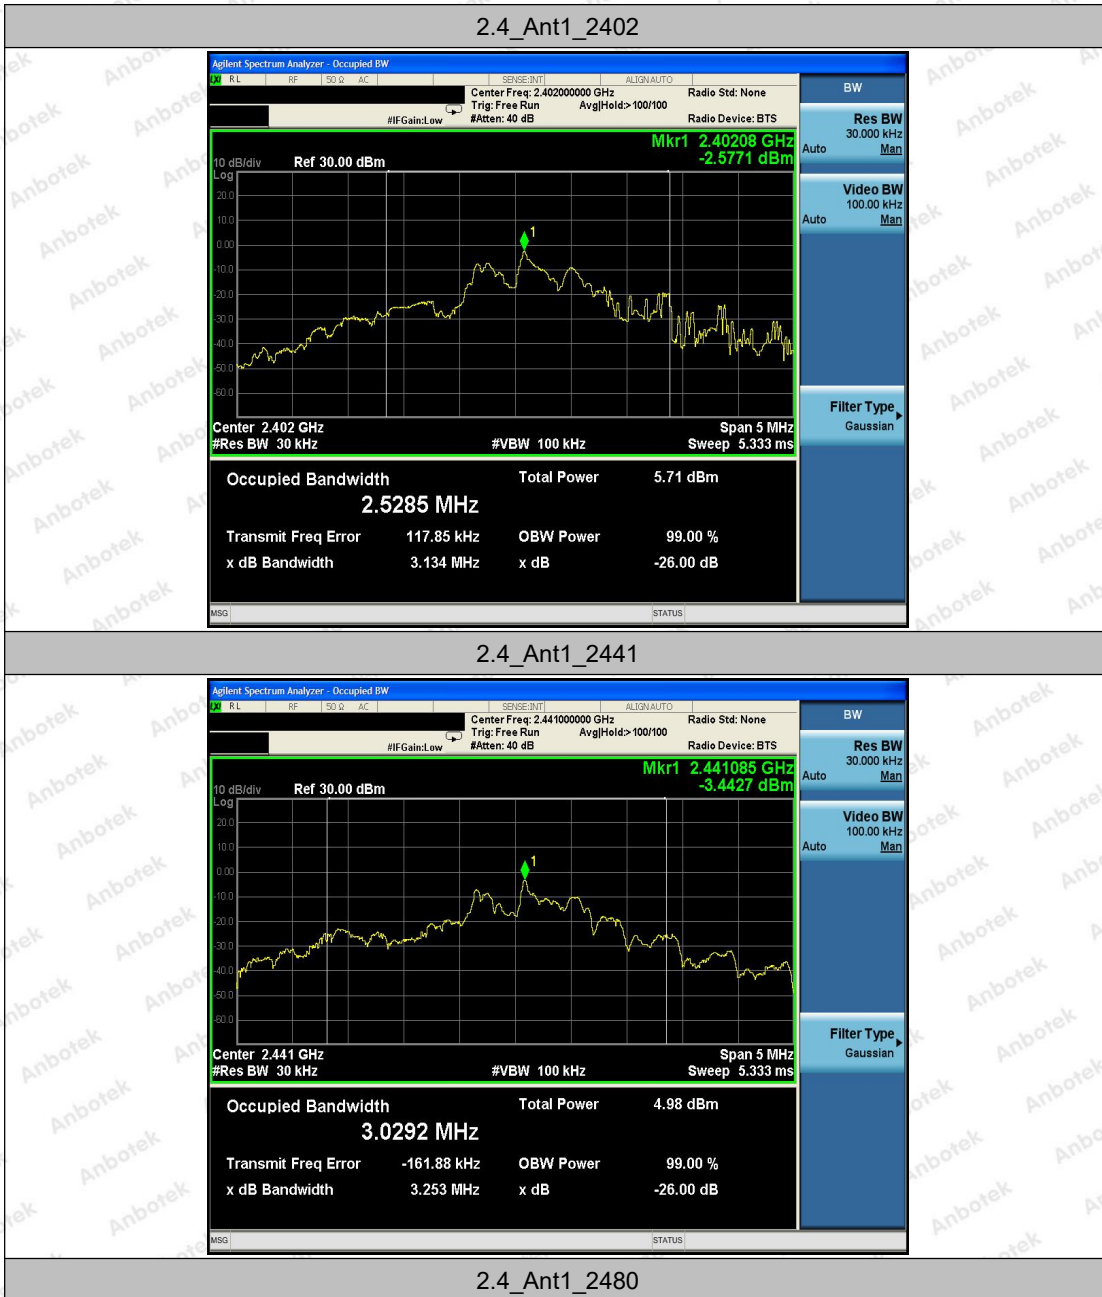 2.4_Ant1_2402
Agilent Spectrum Analyzer - Occupied BW
LXI RL RF 50 Ω AC SENSE:INT ALIGNAUTO
Center Freq: 2.402000000 GHz Radio Std: None
Trig: Free Run Avg|Hold:> 100/100
#IFGain:Low #Atten: 40 dB Radio Device: BTS
Mkr1 2.40208 GHz
-2.5771 dBm
10 dB/div Ref 30.00 dBm
Log
20.0
10.0
0.00
-10.0
-20.0
-30.0
-40.0
-50.0
-60.0
1
Center 2.402 GHz Span 5 MHz
#Res BW 30 kHz #VBW 100 kHz Sweep 5.333 ms
Occupied Bandwidth Total Power 5.71 dBm
2.5285 MHz
Transmit Freq Error 117.85 kHz OBW Power 99.00 %
x dB Bandwidth 3.134 MHz x dB -26.00 dB
MSG STATUS
BW
Res BW
30.000 kHz
Auto Man
Video BW
100.00 kHz
Auto Man
Filter Type
Gaussian
2.4_Ant1_2441
Agilent Spectrum Analyzer - Occupied BW
LXI RL RF 50 Ω AC SENSE:INT ALIGNAUTO
Center Freq: 2.441000000 GHz Radio Std: None
Trig: Free Run Avg|Hold:> 100/100
#IFGain:Low #Atten: 40 dB Radio Device: BTS
Mkr1 2.441085 GHz
-3.4427 dBm
10 dB/div Ref 30.00 dBm
Log
20.0
10.0
0.00
-10.0
-20.0
-30.0
-40.0
-50.0
-60.0
1
Center 2.441 GHz Span 5 MHz
#Res BW 30 kHz #VBW 100 kHz Sweep 5.333 ms
Occupied Bandwidth Total Power 4.98 dBm
3.0292 MHz
Transmit Freq Error -161.88 kHz OBW Power 99.00 %
x dB Bandwidth 3.253 MHz x dB -26.00 dB
MSG STATUS
BW
Res BW
30.000 kHz
Auto Man
Video BW
100.00 kHz
Auto Man
Filter Type
Gaussian
2.4_Ant1_2480
Anbotek